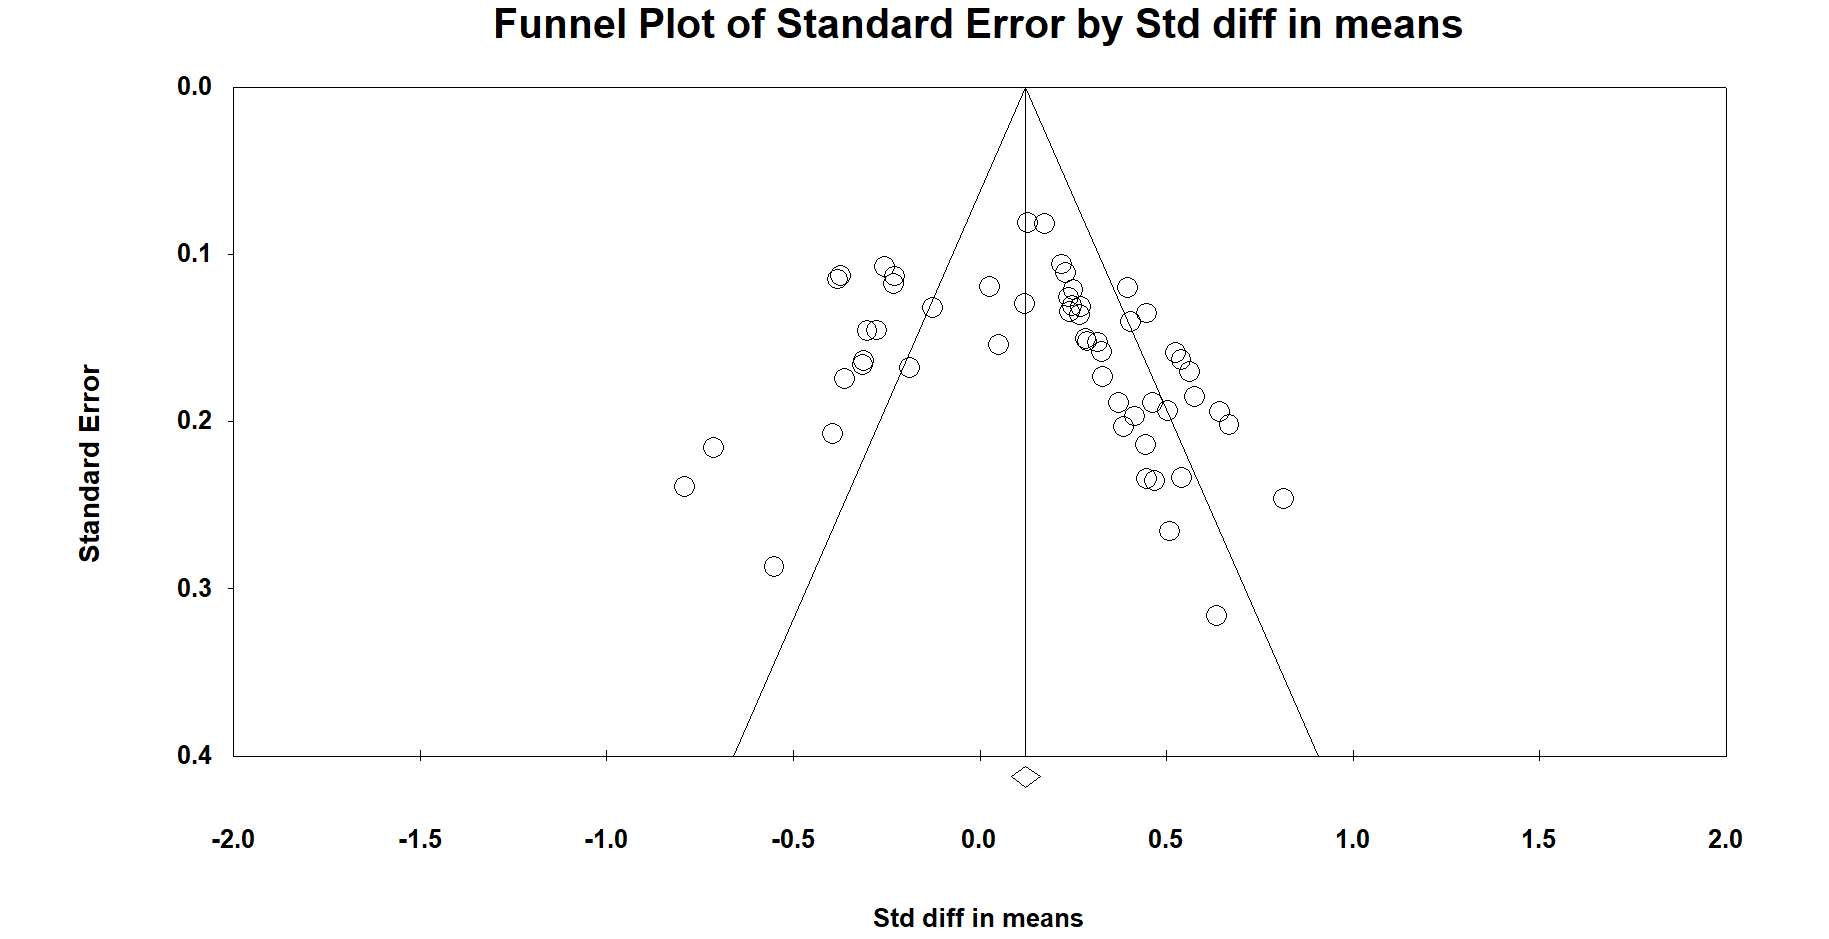 Funnel Plot of Standard Error by Std diff in means
0.0
0.1
0.2
0.3
0.4
Standard Error
-2.0 -1.5 -1.0 -0.5 0.0 0.5 1.0 1.5 2.0
Std diff in means